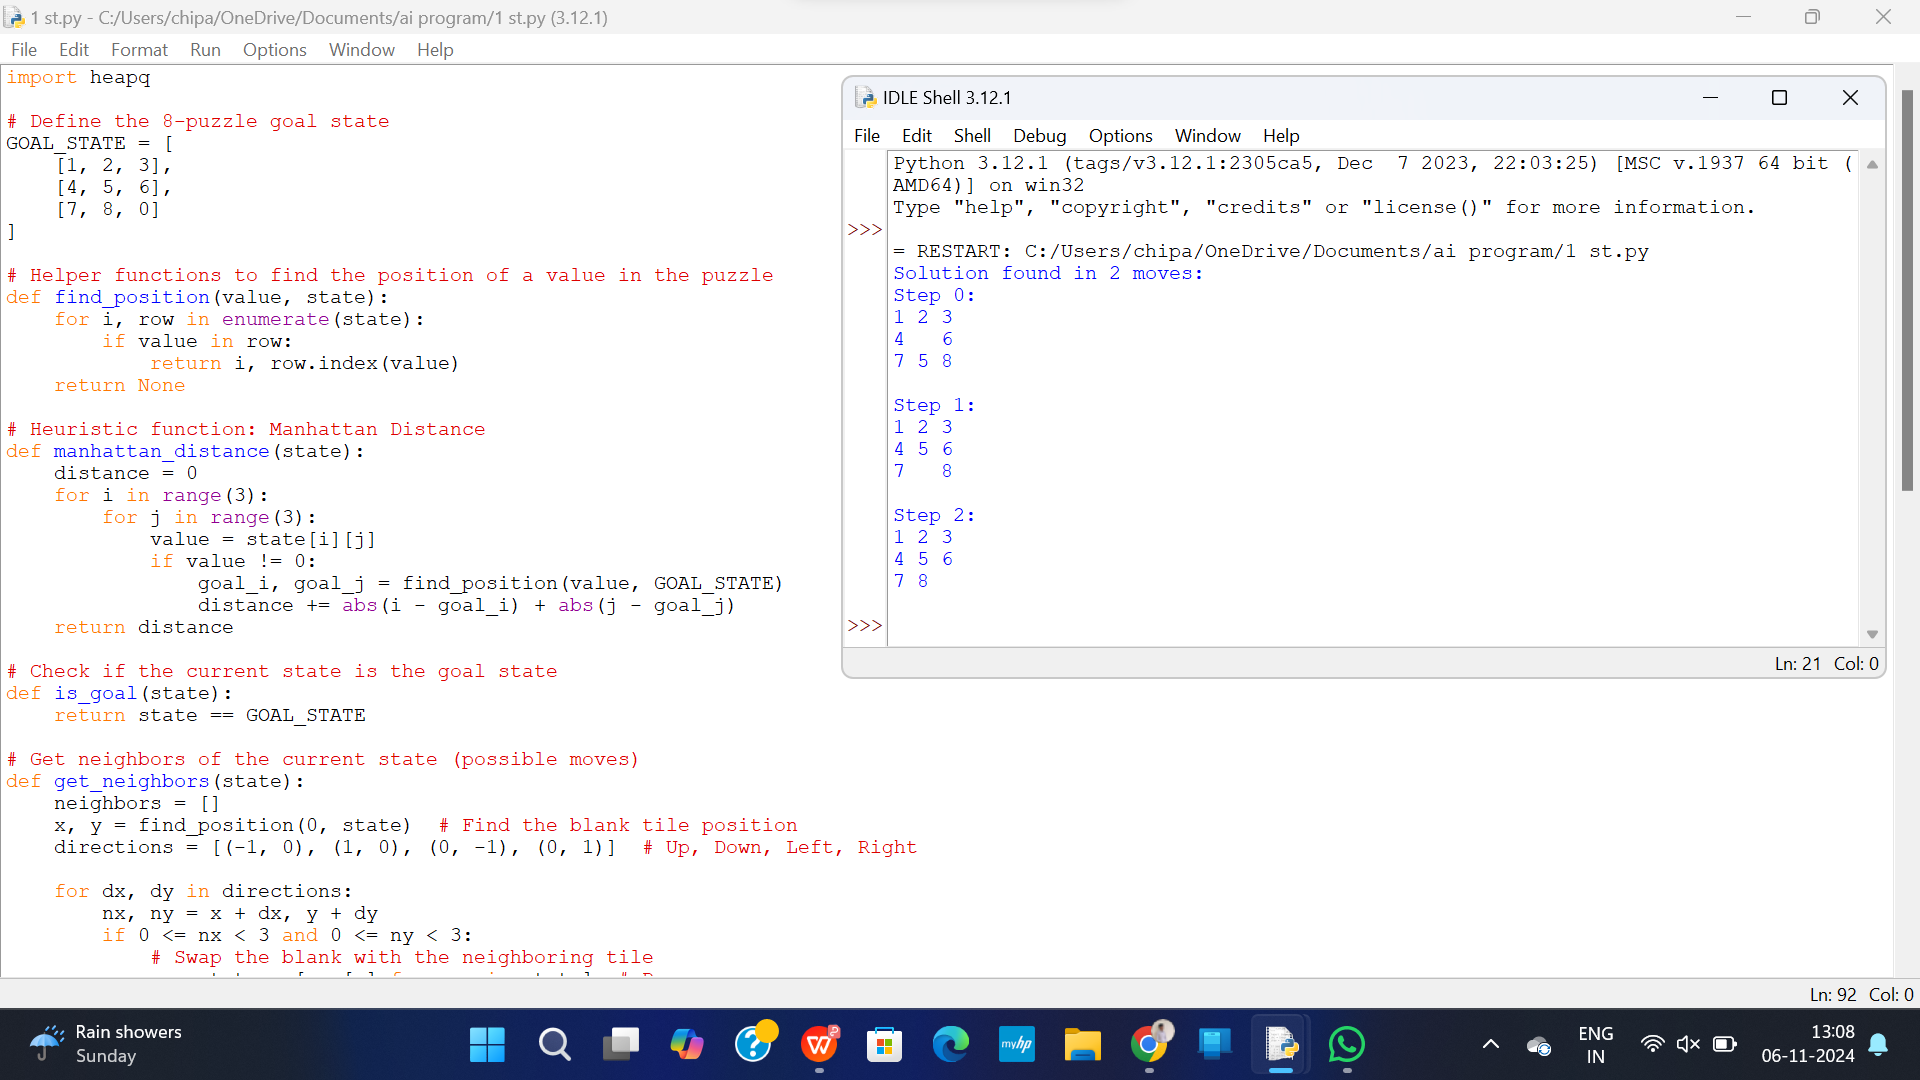 1 st.py - C:/Users/chipa/OneDrive/Documents/ai program/1 st.py (3.12.1)
File Edit Format Run Options Window Help
import heapq

# Define the 8-puzzle goal state
GOAL_STATE = [
    [1, 2, 3],
    [4, 5, 6],
    [7, 8, 0]
]

# Helper functions to find the position of a value in the puzzle
def find_position(value, state):
    for i, row in enumerate(state):
        if value in row:
            return i, row.index(value)
    return None

# Heuristic function: Manhattan Distance
def manhattan_distance(state):
    distance = 0
    for i in range(3):
        for j in range(3):
            value = state[i][j]
            if value != 0:
                goal_i, goal_j = find_position(value, GOAL_STATE)
                distance += abs(i - goal_i) + abs(j - goal_j)
    return distance

# Check if the current state is the goal state
def is_goal(state):
    return state == GOAL_STATE

# Get neighbors of the current state (possible moves)
def get_neighbors(state):
    neighbors = []
    x, y = find_position(0, state)  # Find the blank tile position
    directions = [(-1, 0), (1, 0), (0, -1), (0, 1)]  # Up, Down, Left, Right

    for dx, dy in directions:
        nx, ny = x + dx, y + dy
        if 0 <= nx < 3 and 0 <= ny < 3:
            # Swap the blank with the neighboring tile
Ln: 92 Col: 0
IDLE Shell 3.12.1
File Edit Shell Debug Options Window Help
Python 3.12.1 (tags/v3.12.1:2305ca5, Dec  7 2023, 22:03:25) [MSC v.1937 64 bit (
AMD64)] on win32
Type "help", "copyright", "credits" or "license()" for more information.
>>>
= RESTART: C:/Users/chipa/OneDrive/Documents/ai program/1 st.py
Solution found in 2 moves:
Step 0:
1 2 3
4   6
7 5 8

Step 1:
1 2 3
4 5 6
7   8

Step 2:
1 2 3
4 5 6
7 8

>>>
Ln: 21 Col: 0
Rain showers
Sunday
myhp
ENG
IN
13:08
06-11-2024